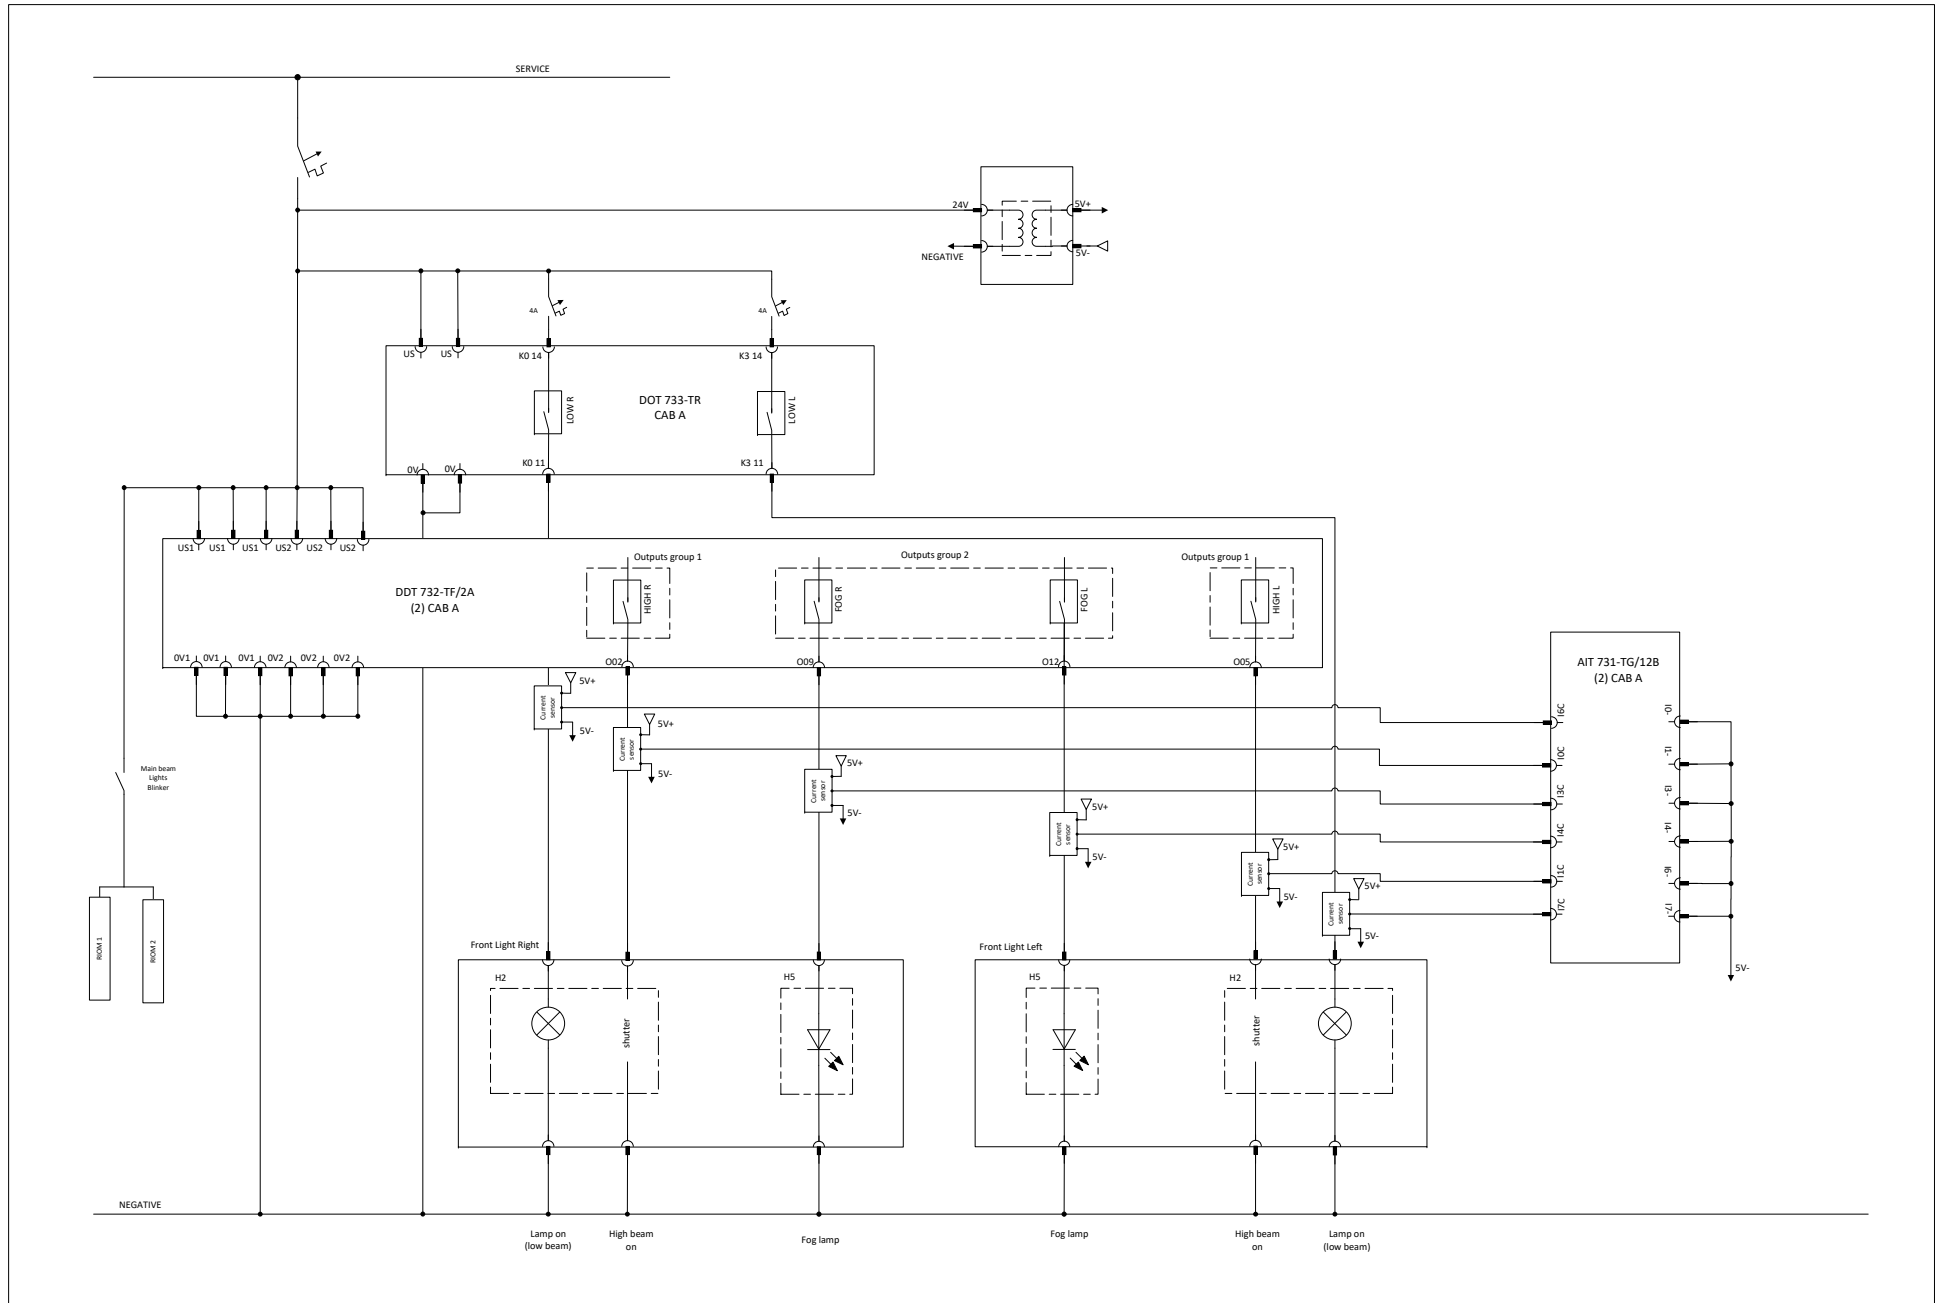 SERVICE
24V
5V+
NEGATIVE
5V-
4A
4A
US
US
K0 14
K3 14
LOW R
DOT 733-TR
CAB A
LOW L
0V
0V
K0 11
K3 11
US1
US1
US1
US2
US2
US2
Outputs group 1
Outputs group 2
Outputs group 1
DDT 732-TF/2A
(2) CAB A
HIGH R
FOG R
FOG L
HIGH L
0V1
0V1
0V1
0V2
0V2
0V2
O02
O09
O12
O05
AIT 731-TG/12B
(2) CAB A
Current
sensor
5V+
5V-
Current
sensor
5V+
5V-
Current
sensor
5V+
5V-
Current
sensor
5V+
5V-
Current
sensor
5V+
5V-
Current
sensor
5V+
5V-
I6C
I0C
I3C
I4C
I1C
I7C
I0-
I1-
I3-
I4-
I6-
I7-
5V-
Main beam
Lights
Blinker
RIOM 1
RIOM 2
Front Light Right
Front Light Left
H2
H5
H5
H2
shutter
shutter
NEGATIVE
Lamp on
(low beam)
High beam
on
Fog lamp
Fog lamp
High beam
on
Lamp on
(low beam)